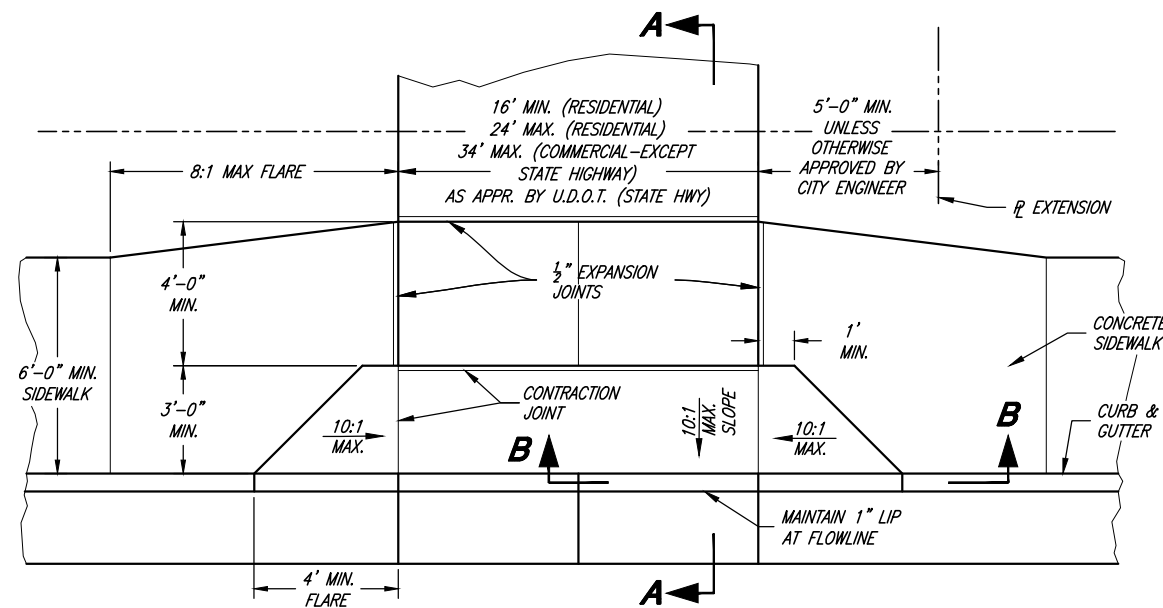 A
16' MIN. (RESIDENTIAL)
24' MAX. (RESIDENTIAL)
34' MAX. (COMMERCIAL-EXCEPT
STATE HIGHWAY)
AS APPR. BY U.D.O.T. (STATE HWY)
5'-0" MIN.
UNLESS
OTHERWISE
APPROVED BY
CITY ENGINEER
8:1 MAX FLARE
PL EXTENSION
1/2" EXPANSION
JOINTS
4'-0"
MIN.
1'
MIN.
CONCRETE
SIDEWALK
6'-0" MIN.
SIDEWALK
3'-0"
MIN.
CONTRACTION
JOINT
10:1
MAX.
10:1
MAX.
SLOPE
10:1
MAX.
CURB &
GUTTER
B
B
MAINTAIN 1" LIP
AT FLOWLINE
4' MIN.
FLARE
A